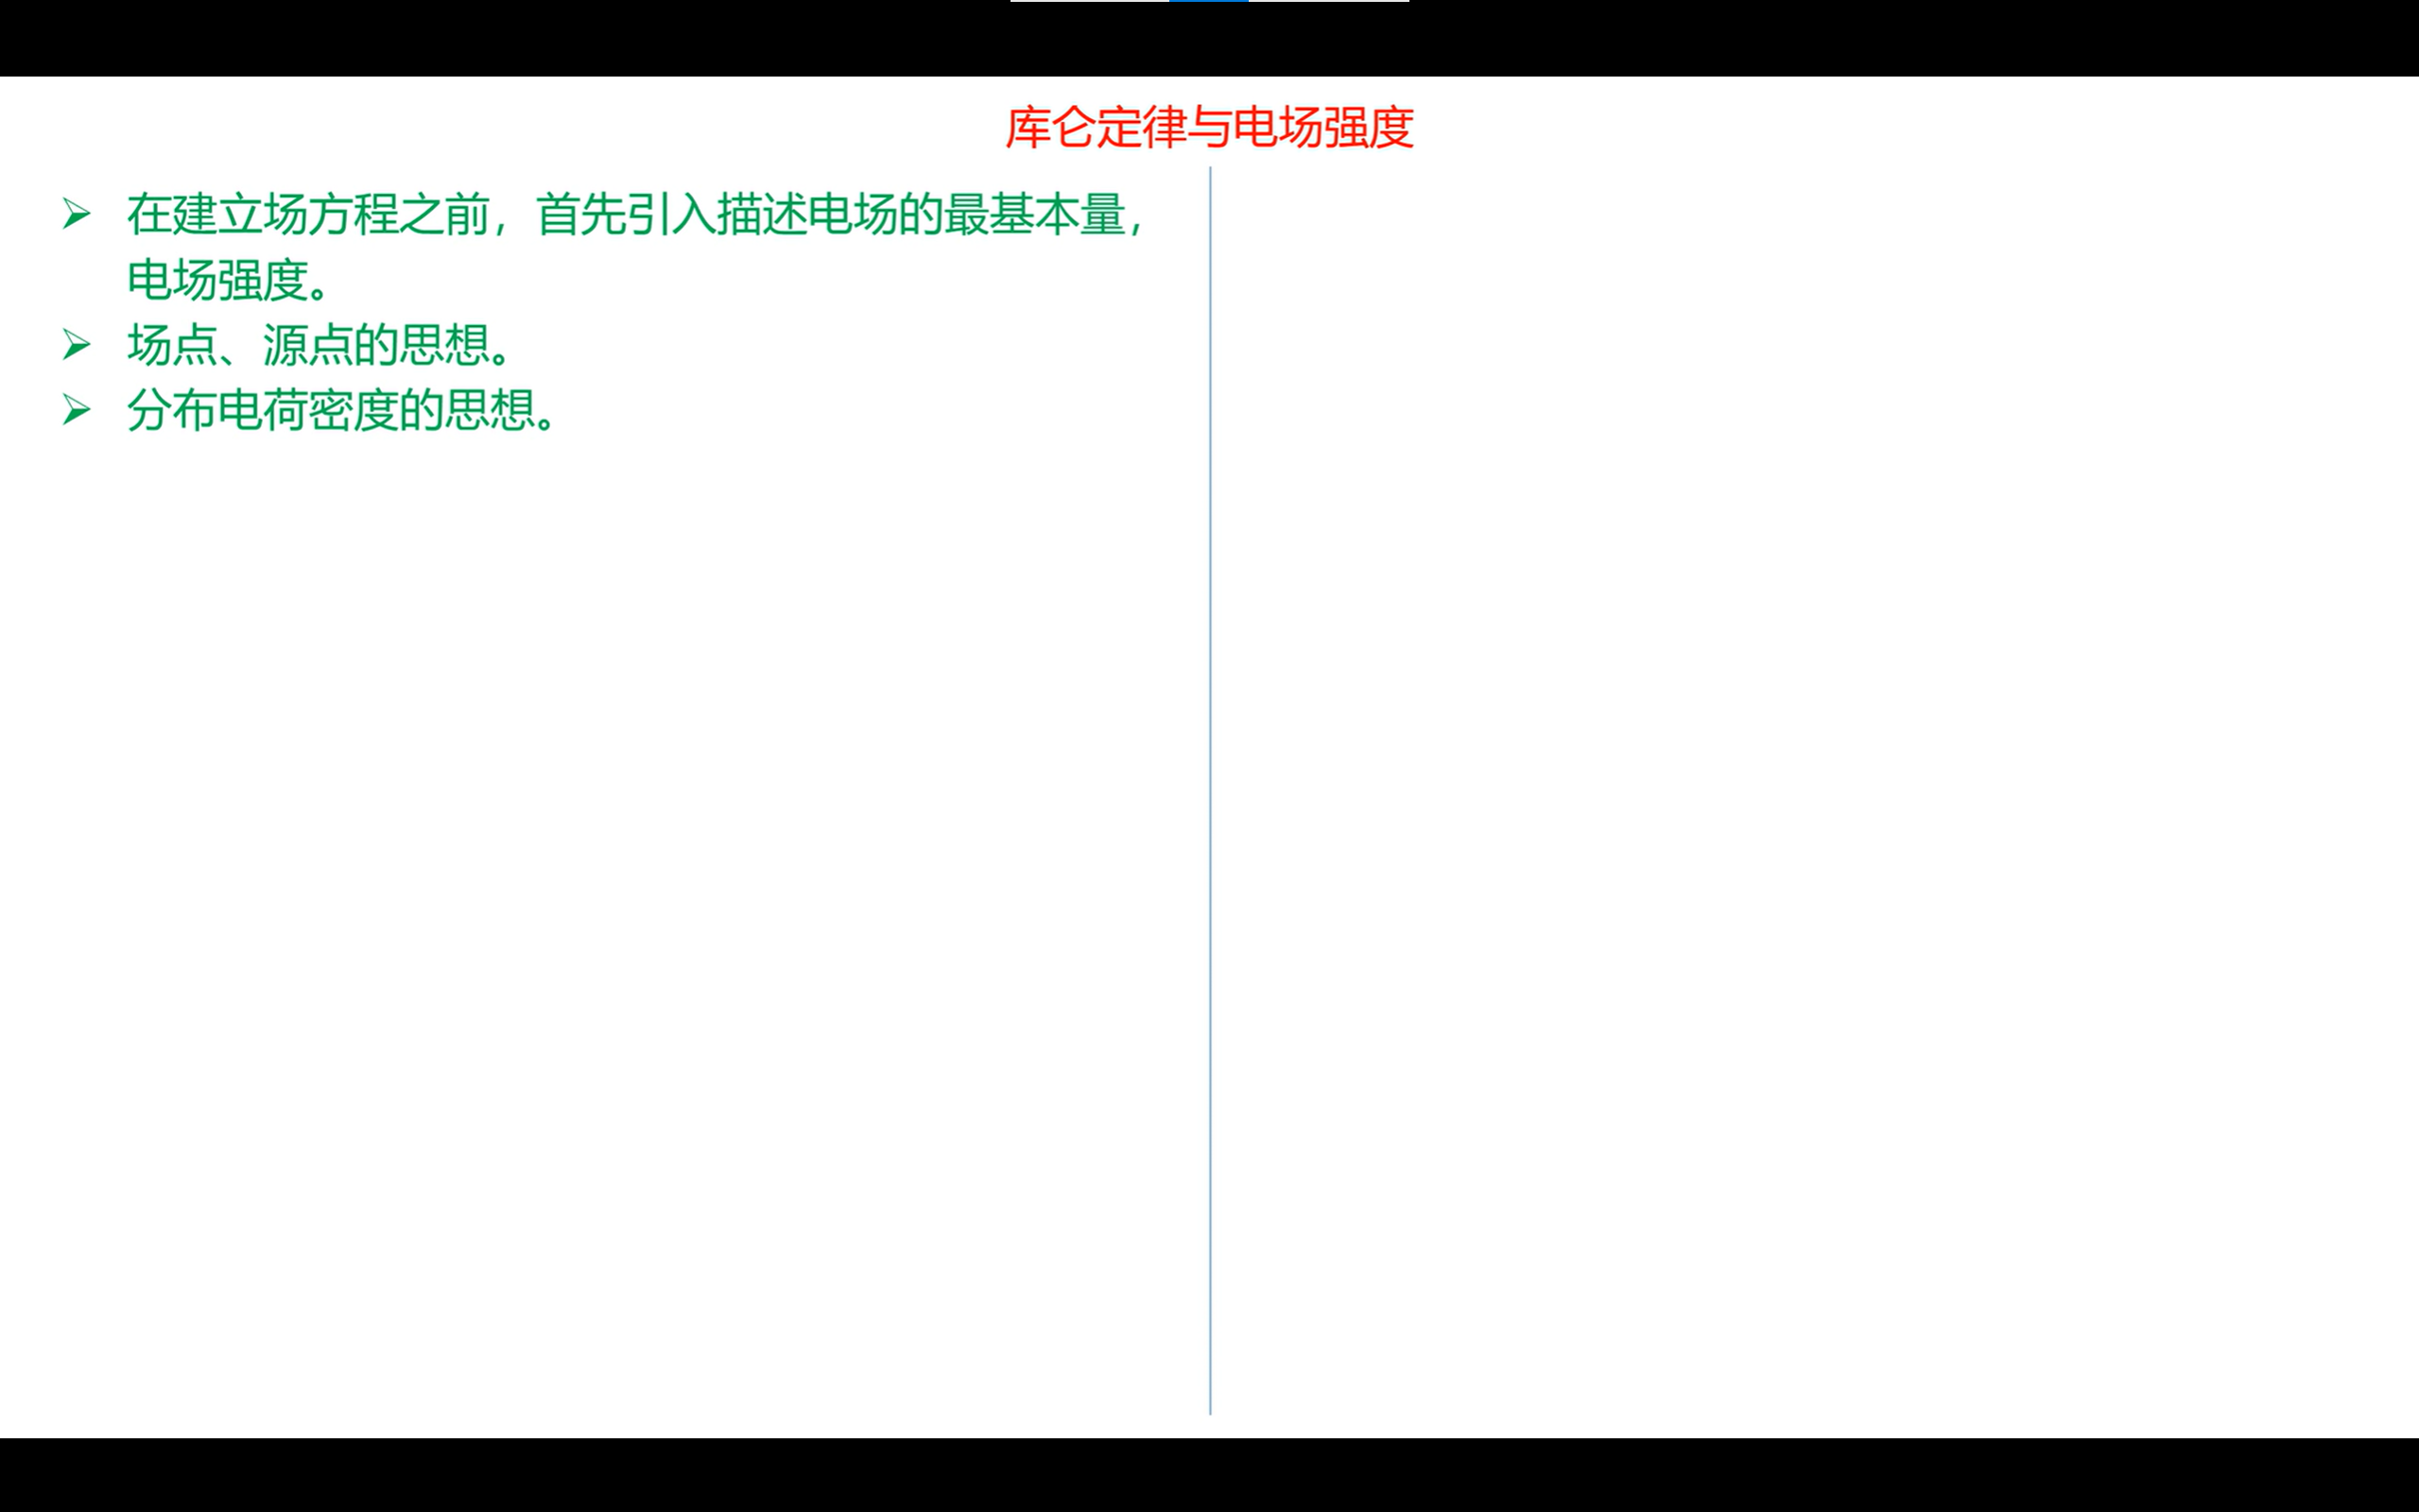 库仑定律与电场强度
➢ 在建立场方程之前，首先引入描述电场的最基本量，
电场强度。
➢ 场点、源点的思想。
➢ 分布电荷密度的思想。